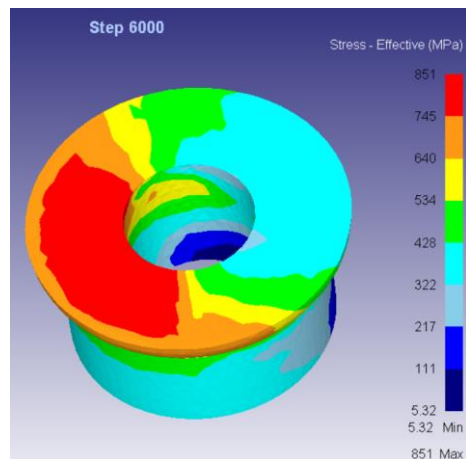 Step 6000
Stress - Effective (MPa)
851
745
640
534
428
322
217
111
5.32
5.32 Min
851 Max